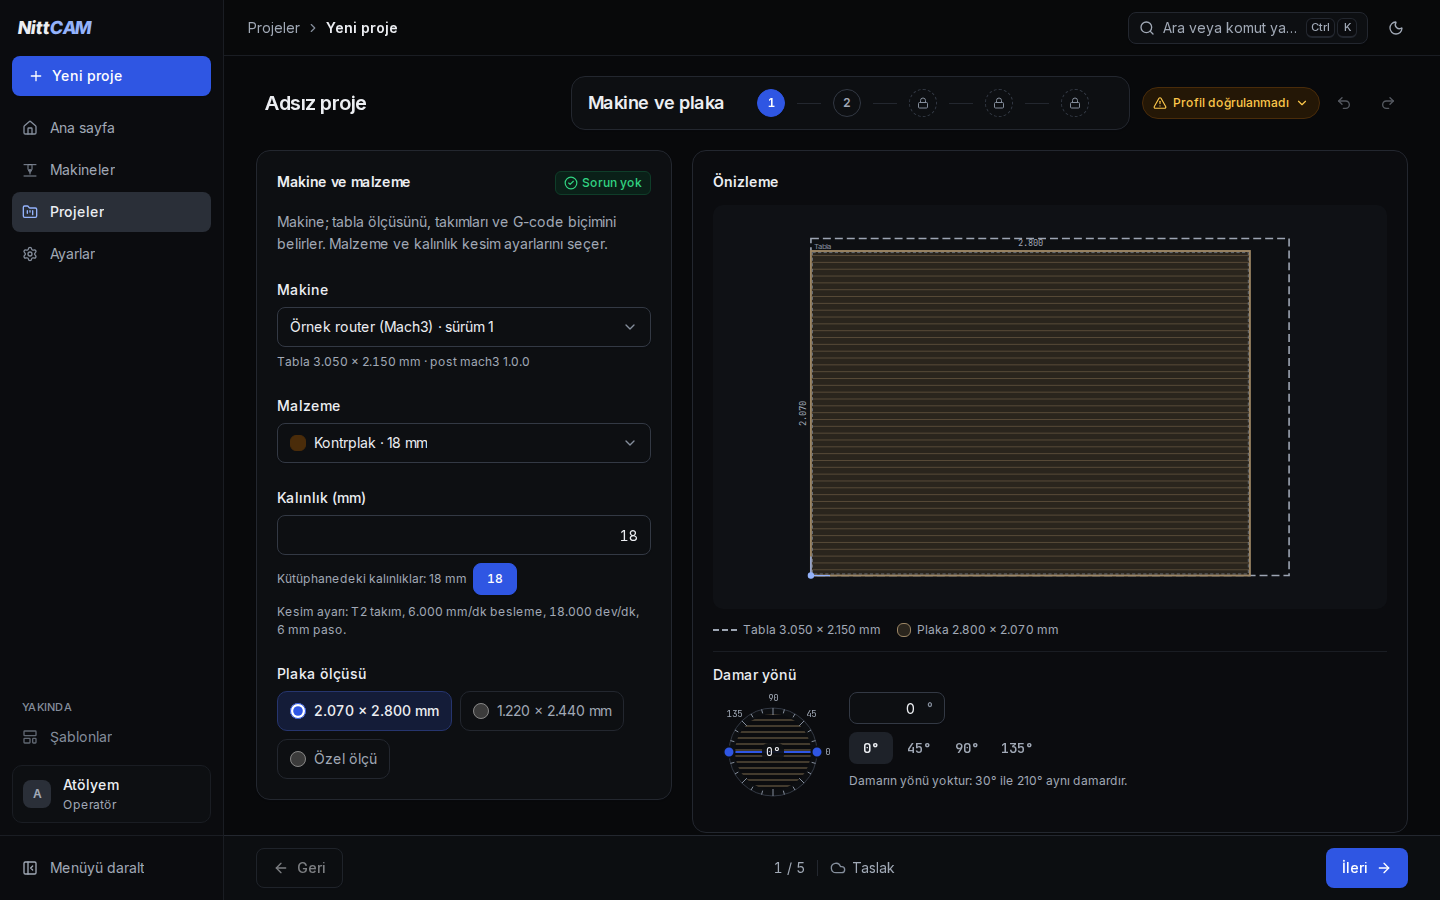 NittCAM
Yeni proje
Ana sayfa
Makineler
Projeler
Ayarlar
YAKINDA
Şablonlar
A
Atölyem
Operatör
Menüyü daralt
Projeler > Yeni proje
Ara veya komut ya… Ctrl K
Adsız proje
Makine ve plaka 1 2
Profil doğrulanmadı
Makine ve malzeme
Sorun yok
Makine; tabla ölçüsünü, takımları ve G-code biçimini
belirler. Malzeme ve kalınlık kesim ayarlarını seçer.
Makine
Örnek router (Mach3) · sürüm 1
Tabla 3.050 × 2.150 mm · post mach3 1.0.0
Malzeme
Kontrplak · 18 mm
Kalınlık (mm)
18
Kütüphanedeki kalınlıklar: 18 mm 18
Kesim ayarı: T2 takım, 6.000 mm/dk besleme, 18.000 dev/dk,
6 mm paso.
Plaka ölçüsü
2.070 × 2.800 mm
1.220 × 2.440 mm
Özel ölçü
Önizleme
Tabla
2.800
2.070
Tabla 3.050 × 2.150 mm
Plaka 2.800 × 2.070 mm
Damar yönü
90
135
45
0°
0
0 °
0° 45° 90° 135°
Damarın yönü yoktur: 30° ile 210° aynı damardır.
Geri
1 / 5
Taslak
İleri